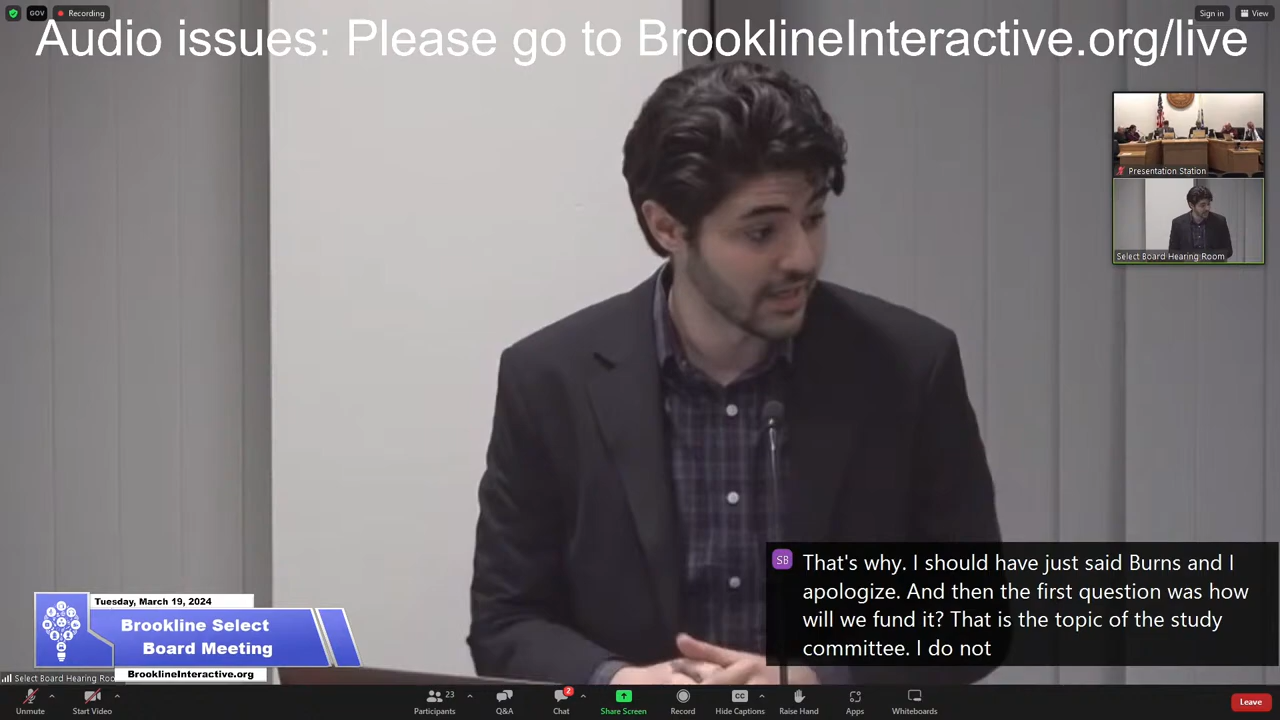 GOV
Recording
Sign in
View
Audio issues: Please go to BrooklineInteractive.org/live
Presentation Station
Select Board Hearing Room
SB
That's why. I should have just said Burns and I
apologize. And then the first question was how
will we fund it? That is the topic of the study
committee. I do not
Tuesday, March 19, 2024
Brookline Select
Board Meeting
BrooklineInteractive.org
Select Board Hearing Roo
Unmute
Start Video
23
Participants
Q&A
2
Chat
Share Screen
Record
CC
Hide Captions
Raise Hand
Apps
Whiteboards
Leave